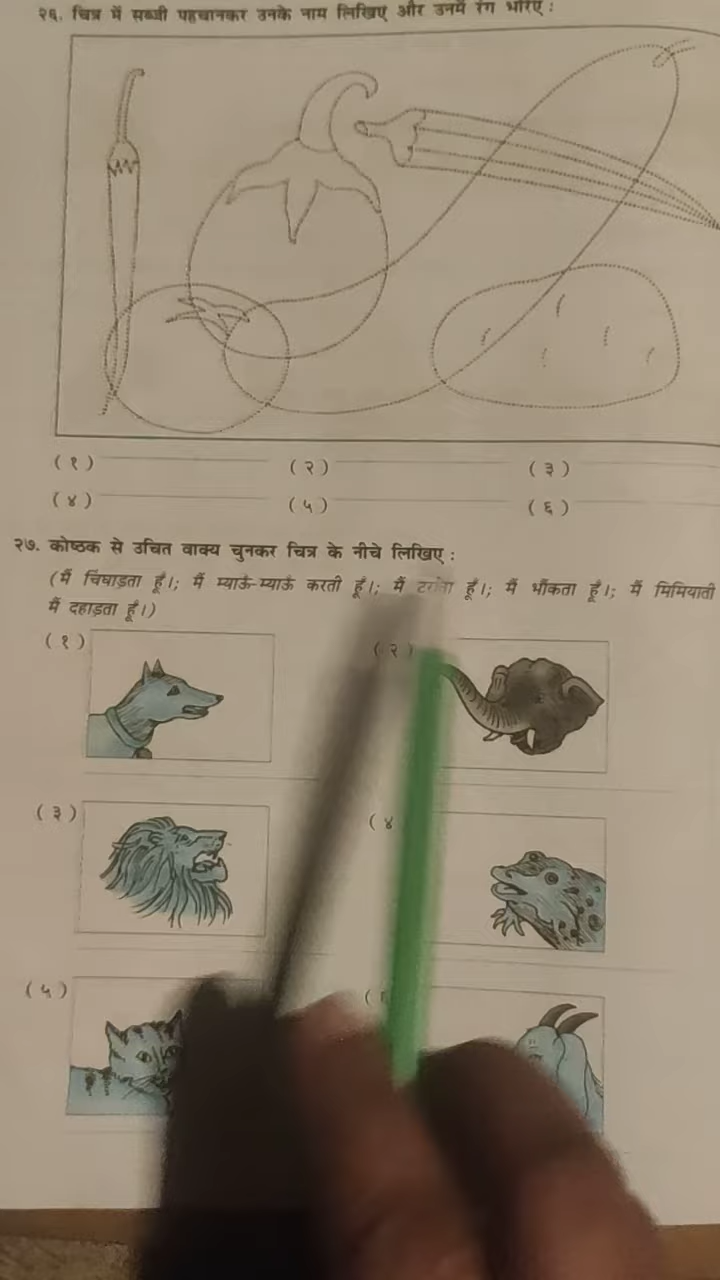 २६. चित्र में सब्जी पहचानकर उनके नाम लिखिए और उनमें रंग भरिए :
(१)
(२)
(३)
(४)
(५)
(६)
२७. कोष्ठक से उचित वाक्य चुनकर चित्र के नीचे लिखिए :
(मैं चिंघाड़ता हूँ।; मैं म्याऊँ-म्याऊँ करती हूँ।; मैं टर्राता हूँ।; मैं भौंकता हूँ।; मैं मिमियाती
मैं दहाड़ता हूँ।)
(१)
(२)
(३)
(४
(५)